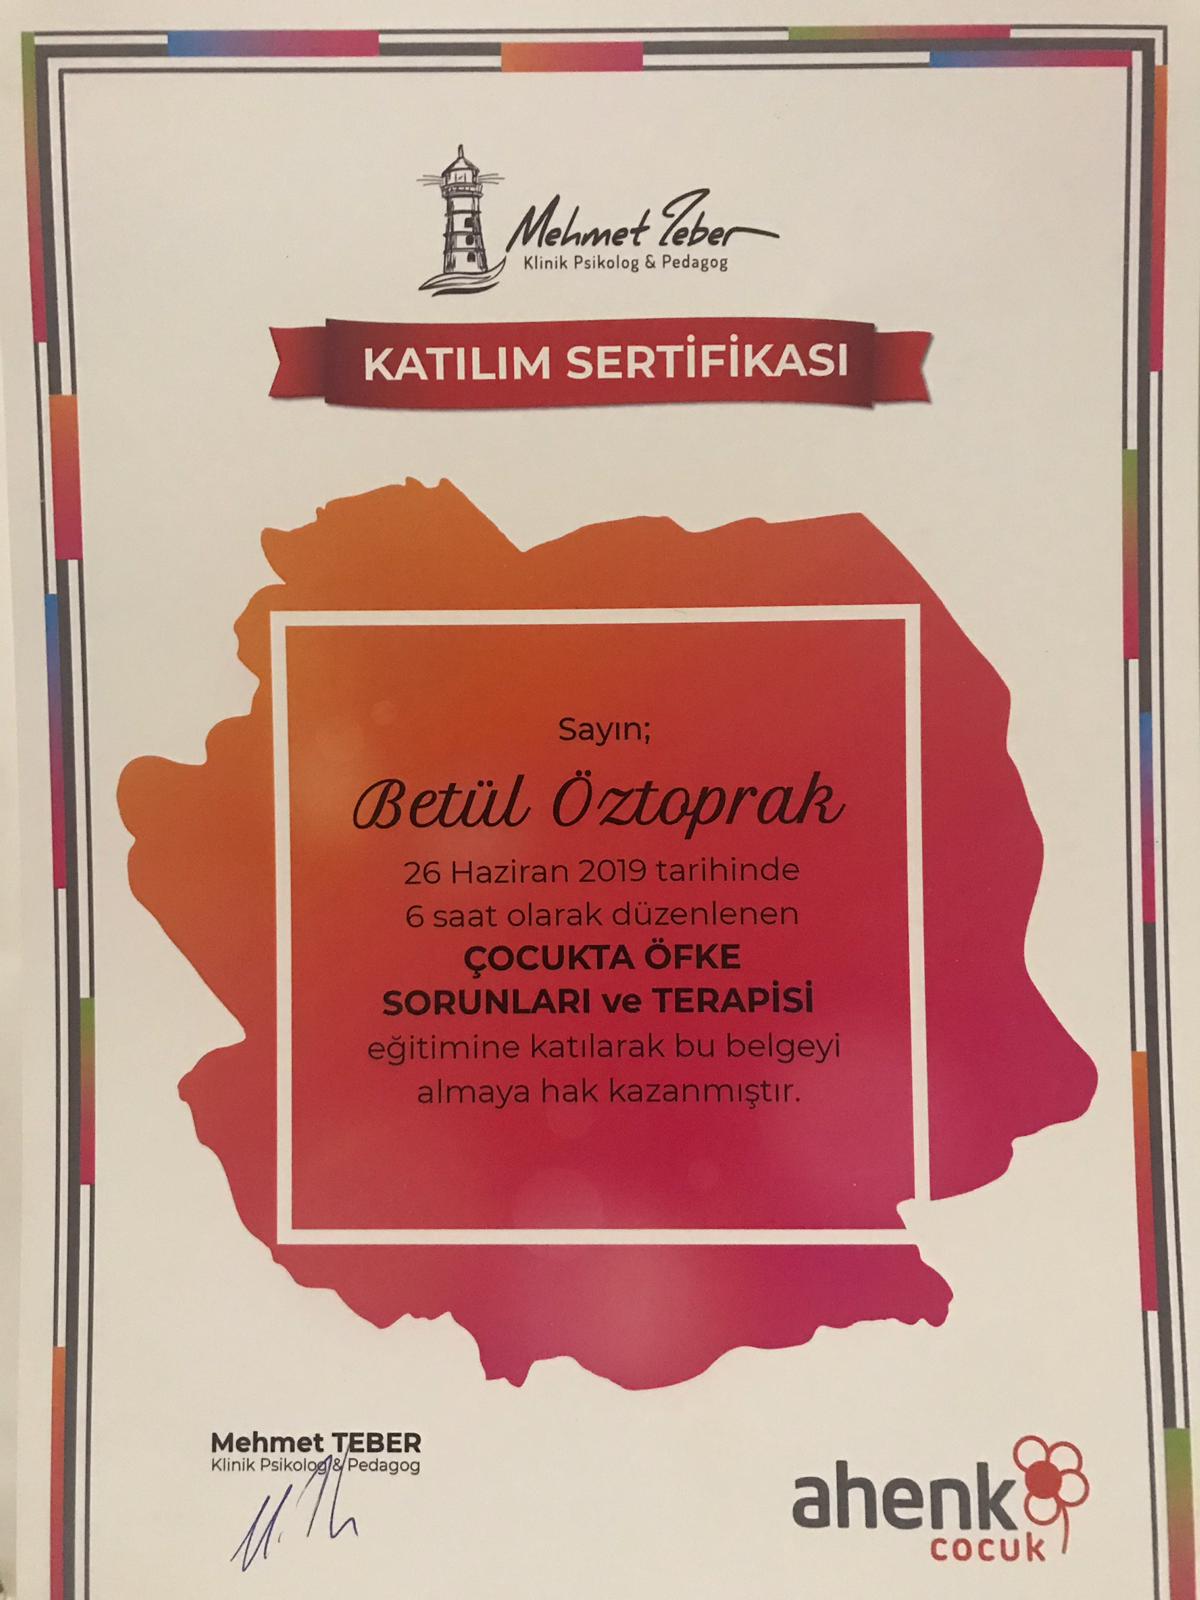 Mehmet Teber
Klinik Psikolog & Pedagog
KATILIM SERTİFİKASI
Sayın;
Betül Öztoprak
26 Haziran 2019 tarihinde
6 saat olarak düzenlenen
ÇOCUKTA ÖFKE
SORUNLARI ve TERAPİSİ
eğitimine katılarak bu belgeyi
almaya hak kazanmıştır.
Mehmet TEBER
Klinik Psikolog & Pedagog
ahenk
cocuk